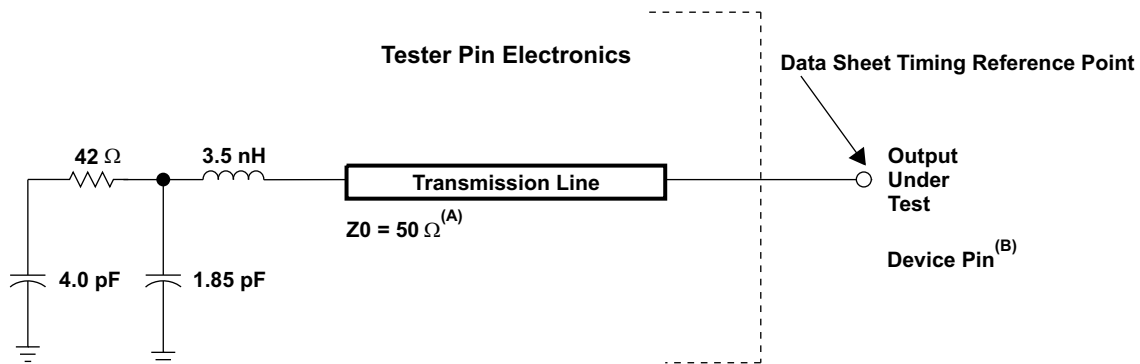 Tester Pin Electronics
Data Sheet Timing Reference Point
42 Ω
3.5 nH
Transmission Line
Output
Under
Test
Z0 = 50 Ω(A)
Device Pin(B)
4.0 pF
1.85 pF